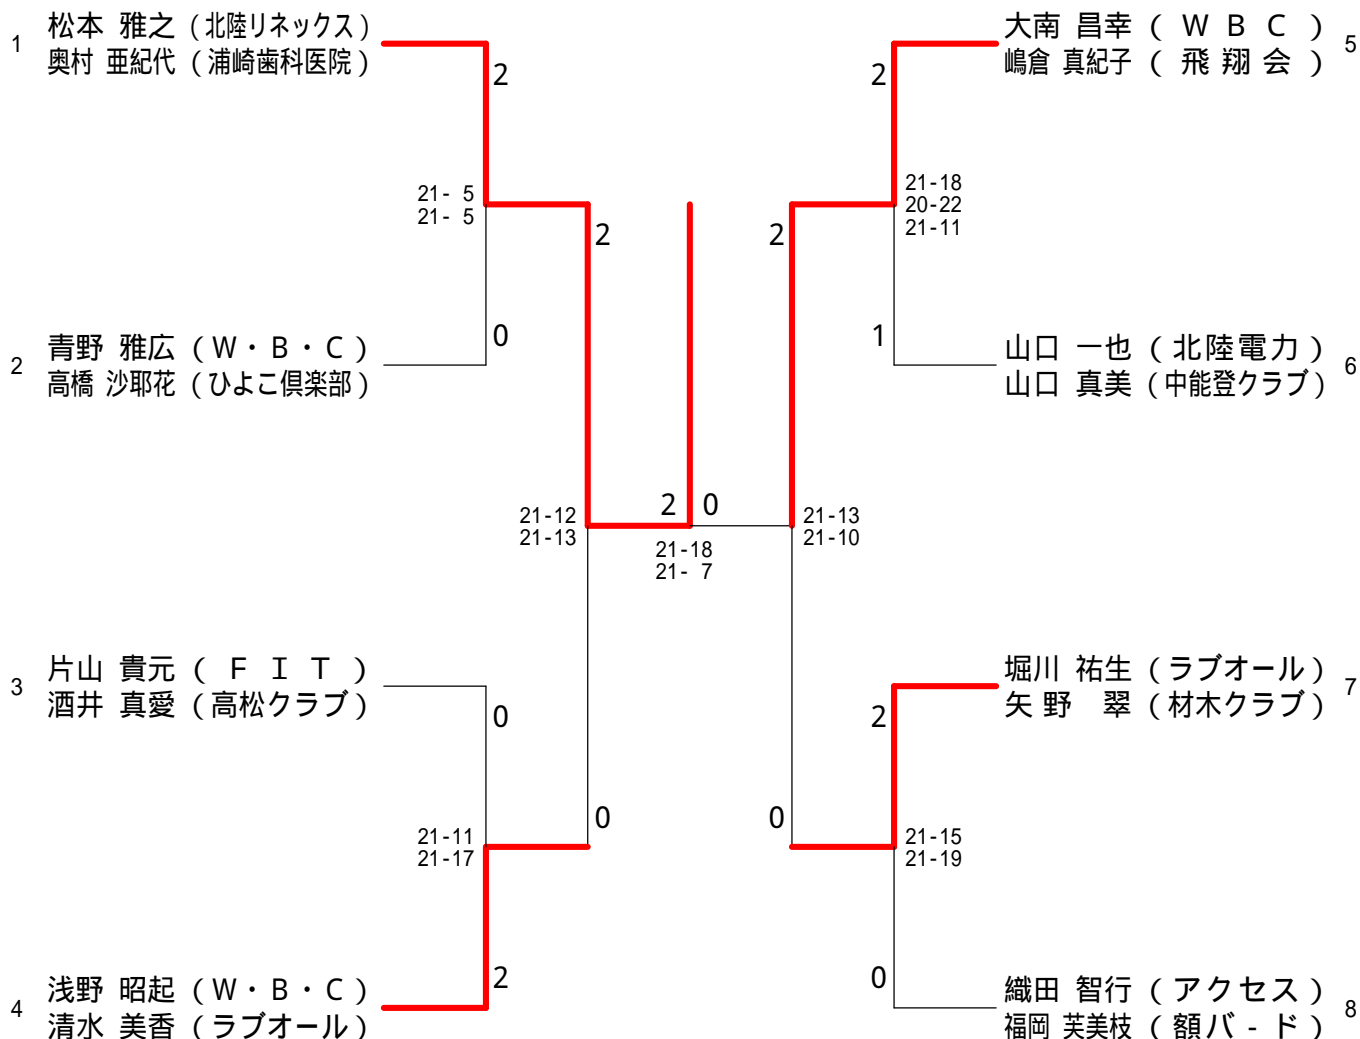 1
松本 雅之 (北陸リネックス)
奥村 亜紀代 (浦崎歯科医院)
大南 昌幸 ( W B C )
嶋倉 真紀子 ( 飛 翔 会 )
5
2
2
21- 5
21- 5
21-18
20-22
21-11
2
2
2
青野 雅広 (W・B・C)
高橋 沙耶花 (ひよこ倶楽部)
0
1
山口 一也 (北陸電力)
山口 真美 (中能登クラブ)
6
21-12
21-13
2
0
21-18
21- 7
21-13
21-10
3
片山 貴元 ( F I T )
酒井 真愛 (高松クラブ)
0
2
堀川 祐生 (ラブオール)
矢野 翠 (材木クラブ)
7
21-11
21-17
0
0
21-15
21-19
4
浅野 昭起 (W・B・C)
清水 美香 (ラブオール)
2
0
織田 智行 (アクセス)
福岡 芙美枝 (額バ-ド)
8